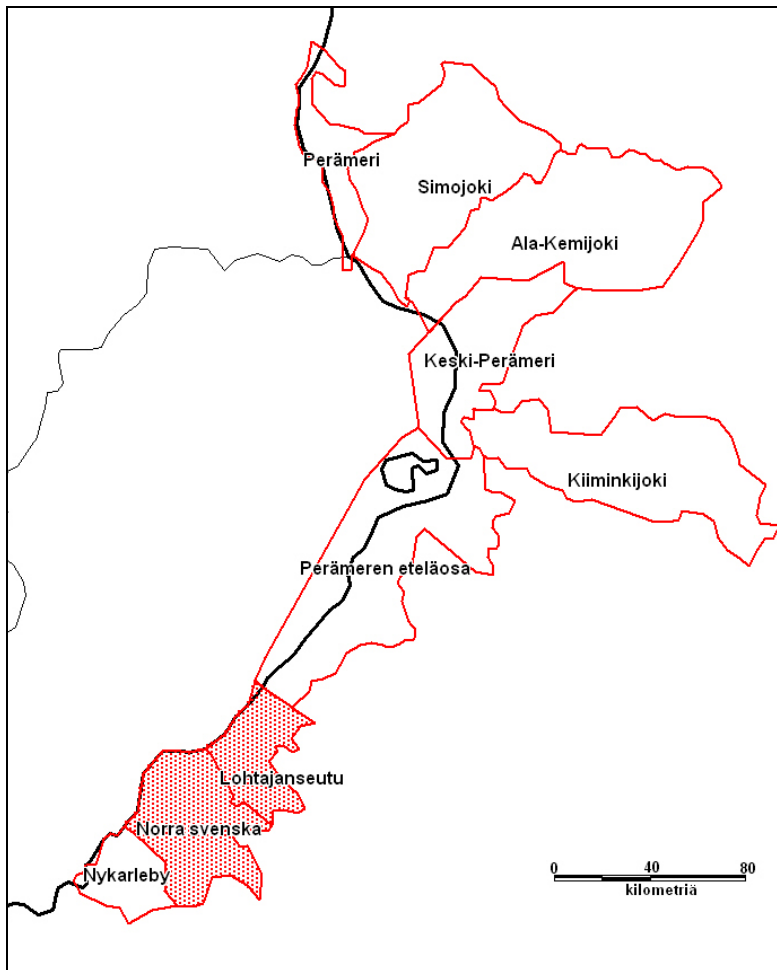 Perämeri
Simojoki
Ala-Kemijoki
Keski-Perämeri
Kiiminkijoki
Perämeren eteläosa
Lohtajanseutu
Norra svenska
Nykarleby
0 40 80
kilometriä